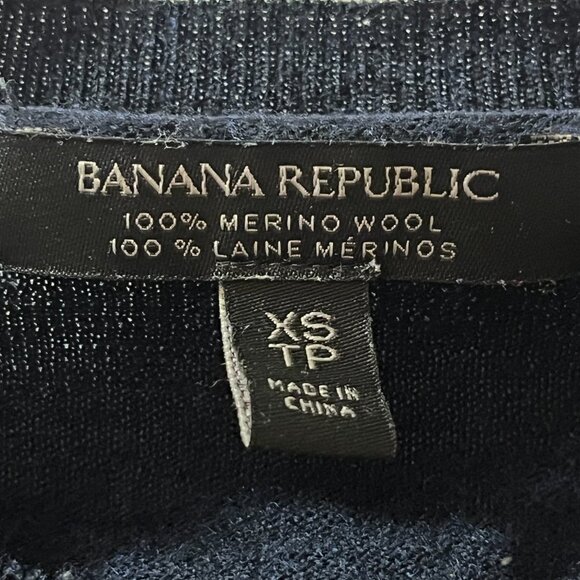 BANANA REPUBLIC
100% MERINO WOOL
100 % LAINE MÉRINOS
XS
TP
MADE IN
CHINA